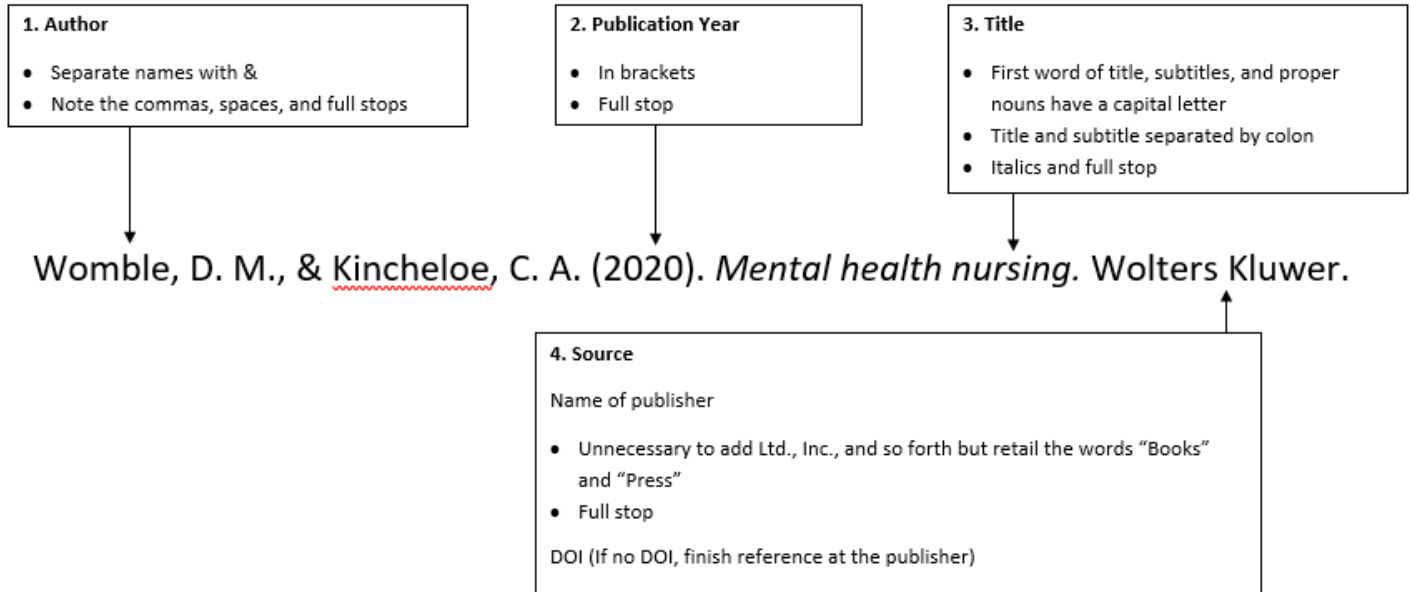 1. Author
• Separate names with &
• Note the commas, spaces, and full stops
2. Publication Year
• In brackets
• Full stop
3. Title
• First word of title, subtitles, and proper
nouns have a capital letter
• Title and subtitle separated by colon
• Italics and full stop
Womble, D. M., & Kincheloe, C. A. (2020). Mental health nursing. Wolters Kluwer.
4. Source
Name of publisher
• Unnecessary to add Ltd., Inc., and so forth but retail the words “Books”
and “Press”
• Full stop
DOI (If no DOI, finish reference at the publisher)